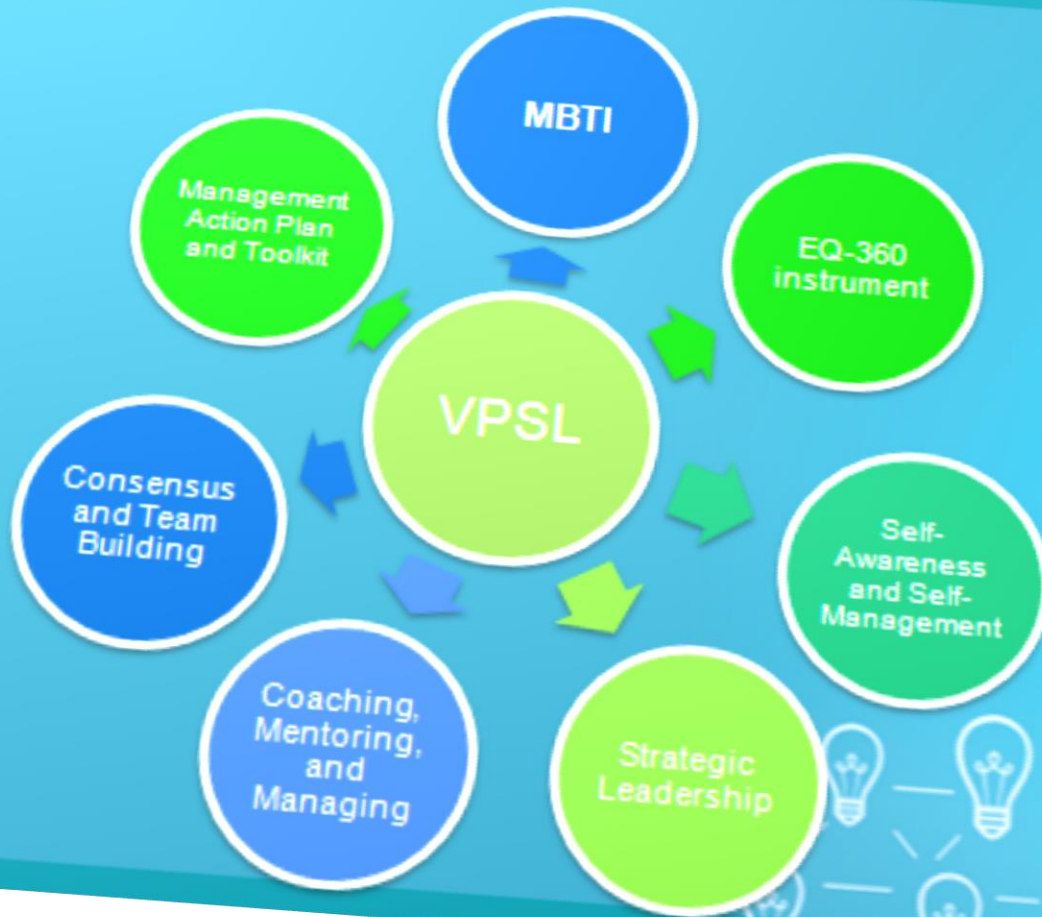 MBTI
EQ-360
instrument
Self-
Awareness
and Self-
Management
Strategic
Leadership
Coaching,
Mentoring,
and
Managing
Consensus
and Team
Building
Management
Action Plan
and Toolkit
VPSL